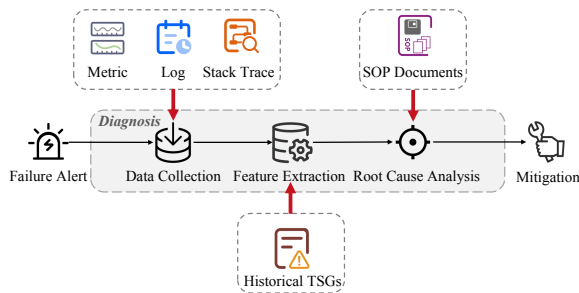 Metric Log Stack Trace
SOP
SOP Documents
Diagnosis
Failure Alert Data Collection Feature Extraction Root Cause Analysis Mitigation
Historical TSGs